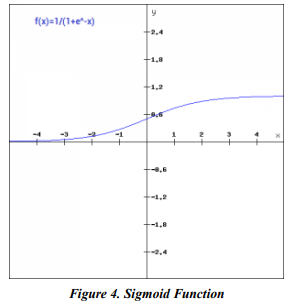 y
f(x)=1/(1+e^-x)
2.4
1.8
1.2
0.6
-4 -3 -2 -1 1 2 3 4 x
-0.6
-1.2
-1.8
-2.4
Figure 4. Sigmoid Function